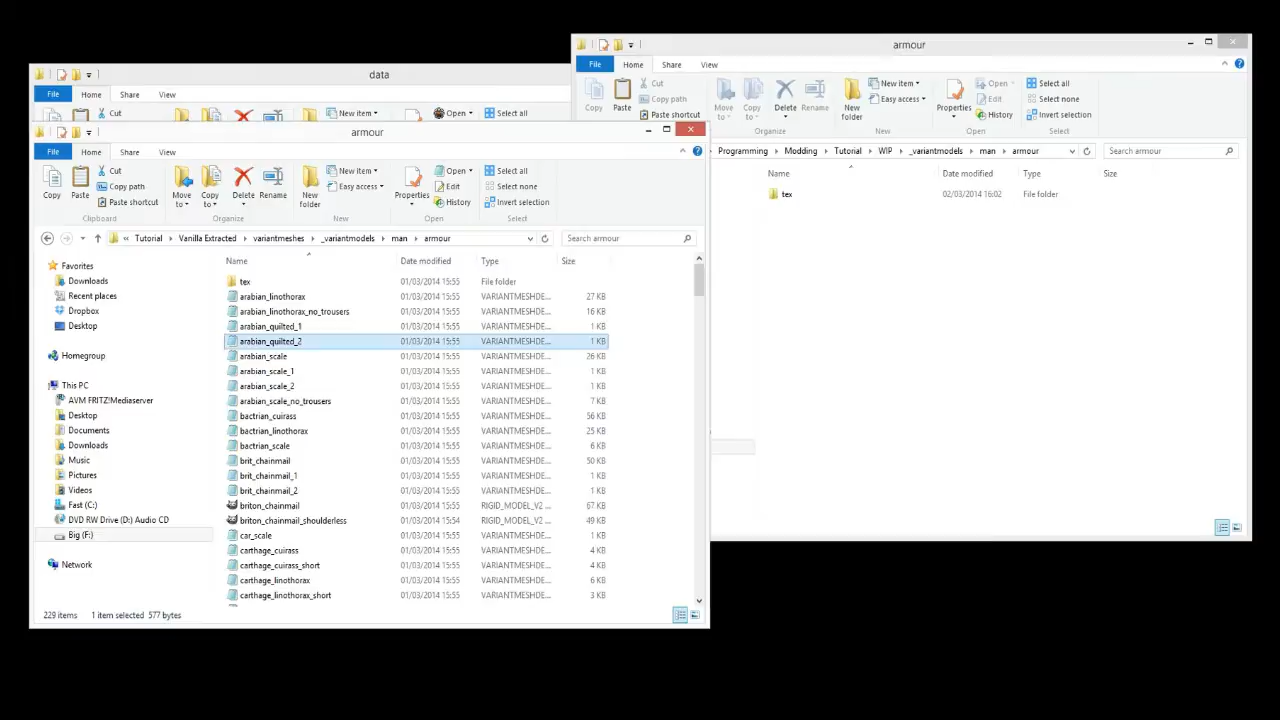 data
File
Home
Share
View
Cut
New item
Open
Select all
armour
File
Home
Share
View
Copy
Paste
Cut
Copy path
Paste shortcut
Move to
Copy to
Delete
Rename
Organize
New folder
New item
Easy access
New
Properties
Open
Edit
History
Open
Select all
Select none
Invert selection
Select
Programming
Modding
Tutorial
WIP
_variantmodels
man
armour
Search armour
Name
Date modified
Type
Size
tex 02/03/2014 16:02 File folder
armour
File
Home
Share
View
Copy
Paste
Cut
Copy path
Paste shortcut
Clipboard
Move to
Copy to
Delete
Rename
Organize
New folder
New item
Easy access
New
Properties
Open
Edit
History
Open
Select all
Select none
Invert selection
Select
« Tutorial
Vanilla Extracted
variantmeshes
_variantmodels
man
armour
Search armour
Favorites
Downloads
Recent places
Dropbox
Desktop
Homegroup
This PC
AVM FRITZ!Mediaserver
Desktop
Documents
Downloads
Music
Pictures
Videos
Fast (C:)
DVD RW Drive (D:) Audio CD
Big (F:)
Network
Name Date modified Type Size
tex 01/03/2014 15:55 File folder
arabian_linothorax 01/03/2014 15:55 VARIANTMESHDE... 27 KB
arabian_linothorax_no_trousers 01/03/2014 15:55 VARIANTMESHDE... 16 KB
arabian_quilted_1 01/03/2014 15:55 VARIANTMESHDE... 1 KB
arabian_quilted_2 01/03/2014 15:55 VARIANTMESHDE... 1 KB
arabian_scale 01/03/2014 15:55 VARIANTMESHDE... 26 KB
arabian_scale_1 01/03/2014 15:55 VARIANTMESHDE... 1 KB
arabian_scale_2 01/03/2014 15:55 VARIANTMESHDE... 1 KB
arabian_scale_no_trousers 01/03/2014 15:55 VARIANTMESHDE... 7 KB
bactrian_cuirass 01/03/2014 15:55 VARIANTMESHDE... 56 KB
bactrian_linothorax 01/03/2014 15:55 VARIANTMESHDE... 25 KB
bactrian_scale 01/03/2014 15:55 VARIANTMESHDE... 6 KB
brit_chainmail 01/03/2014 15:55 VARIANTMESHDE... 50 KB
brit_chainmail_1 01/03/2014 15:55 VARIANTMESHDE... 1 KB
brit_chainmail_2 01/03/2014 15:55 VARIANTMESHDE... 1 KB
briton_chainmail 01/03/2014 15:55 RIGID_MODEL_V2 ... 67 KB
briton_chainmail_shoulderless 01/03/2014 15:54 RIGID_MODEL_V2 ... 49 KB
car_scale 01/03/2014 15:55 VARIANTMESHDE... 1 KB
carthage_cuirass 01/03/2014 15:55 VARIANTMESHDE... 4 KB
carthage_cuirass_short 01/03/2014 15:55 VARIANTMESHDE... 4 KB
carthage_linothorax 01/03/2014 15:55 VARIANTMESHDE... 6 KB
carthage_linothorax_short 01/03/2014 15:55 VARIANTMESHDE... 3 KB
229 items 1 item selected 577 bytes